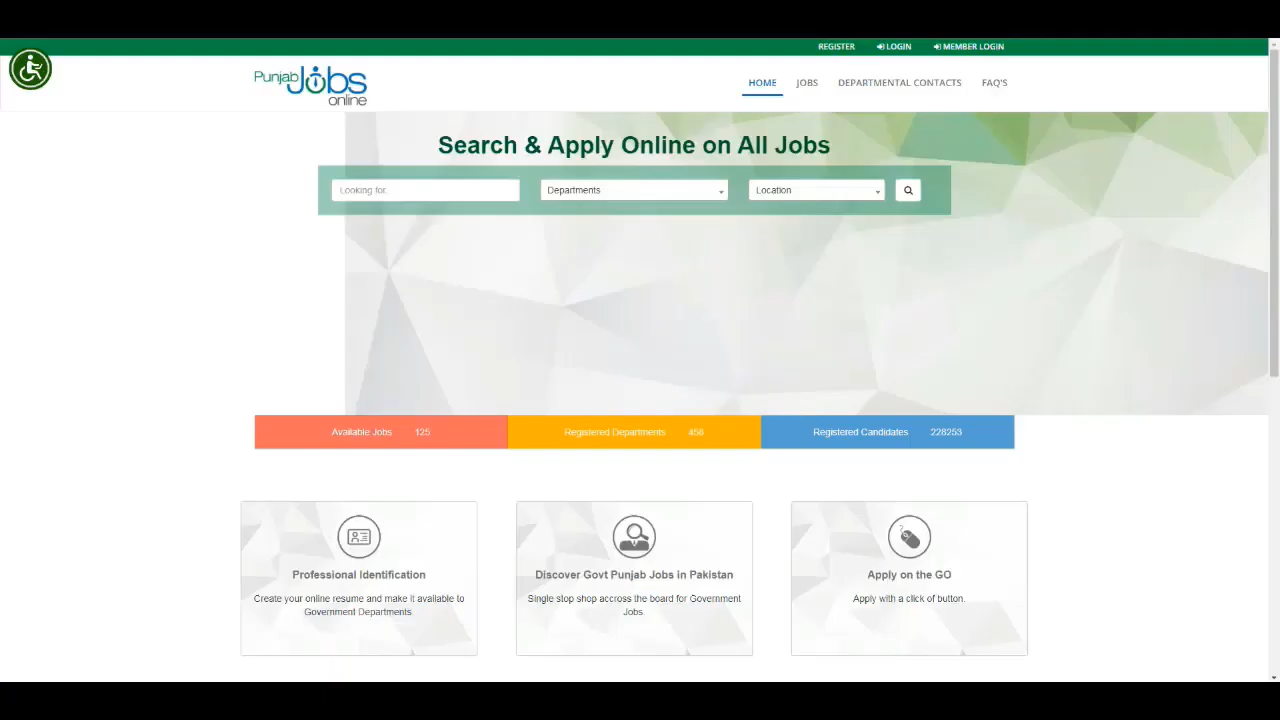 REGISTER LOGIN MEMBER LOGIN
Punjab Jobs online
HOME JOBS DEPARTMENTAL CONTACTS FAQ'S
Search & Apply Online on All Jobs
Looking for. Departments Location
Available Jobs 125 Registered Departments 456 Registered Candidates 228253
Professional Identification
Create your online resume and make it available to
Government Departments.
Discover Govt Punjab Jobs in Pakistan
Single stop shop accross the board for Government
Jobs.
Apply on the GO
Apply with a click of button.